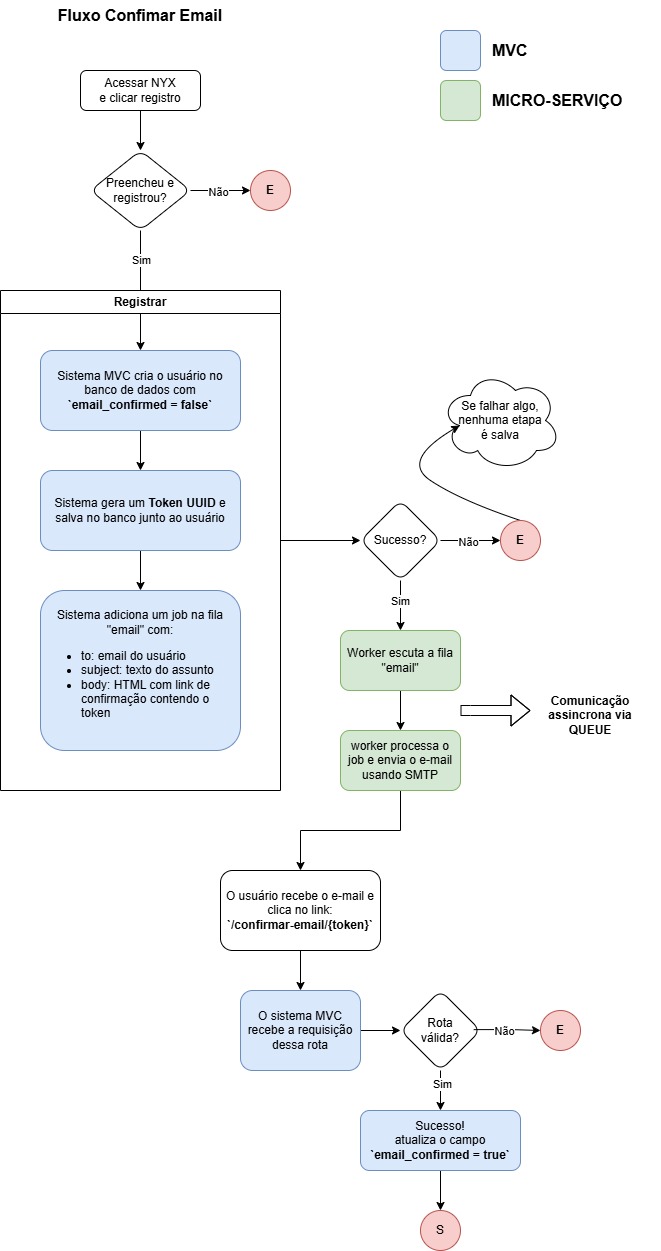 Fluxo Confimar Email
MVC
MICRO-SERVIÇO
Acessar NYX
e clicar registro
Preencheu e
registrou?
Não
E
Sim
Registrar
Sistema MVC cria o usuário no
banco de dados com
`email_confirmed = false`
Sistema gera um Token UUID e
salva no banco junto ao usuário
Sistema adiciona um job na fila
"email" com:
• to: email do usuário
• subject: texto do assunto
• body: HTML com link de
confirmação contendo o
token
Se falhar algo,
nenhuma etapa
é salva
Sucesso?
Não
E
Sim
Worker escuta a fila
"email"
Comunicação
assincrona via
QUEUE
worker processa o
job e envia o e-mail
usando SMTP
O usuário recebe o e-mail e
clica no link:
`/confirmar-email/{token}`
O sistema MVC
recebe a requisição
dessa rota
Rota
válida?
Não
E
Sim
Sucesso!
atualiza o campo
`email_confirmed = true`
S